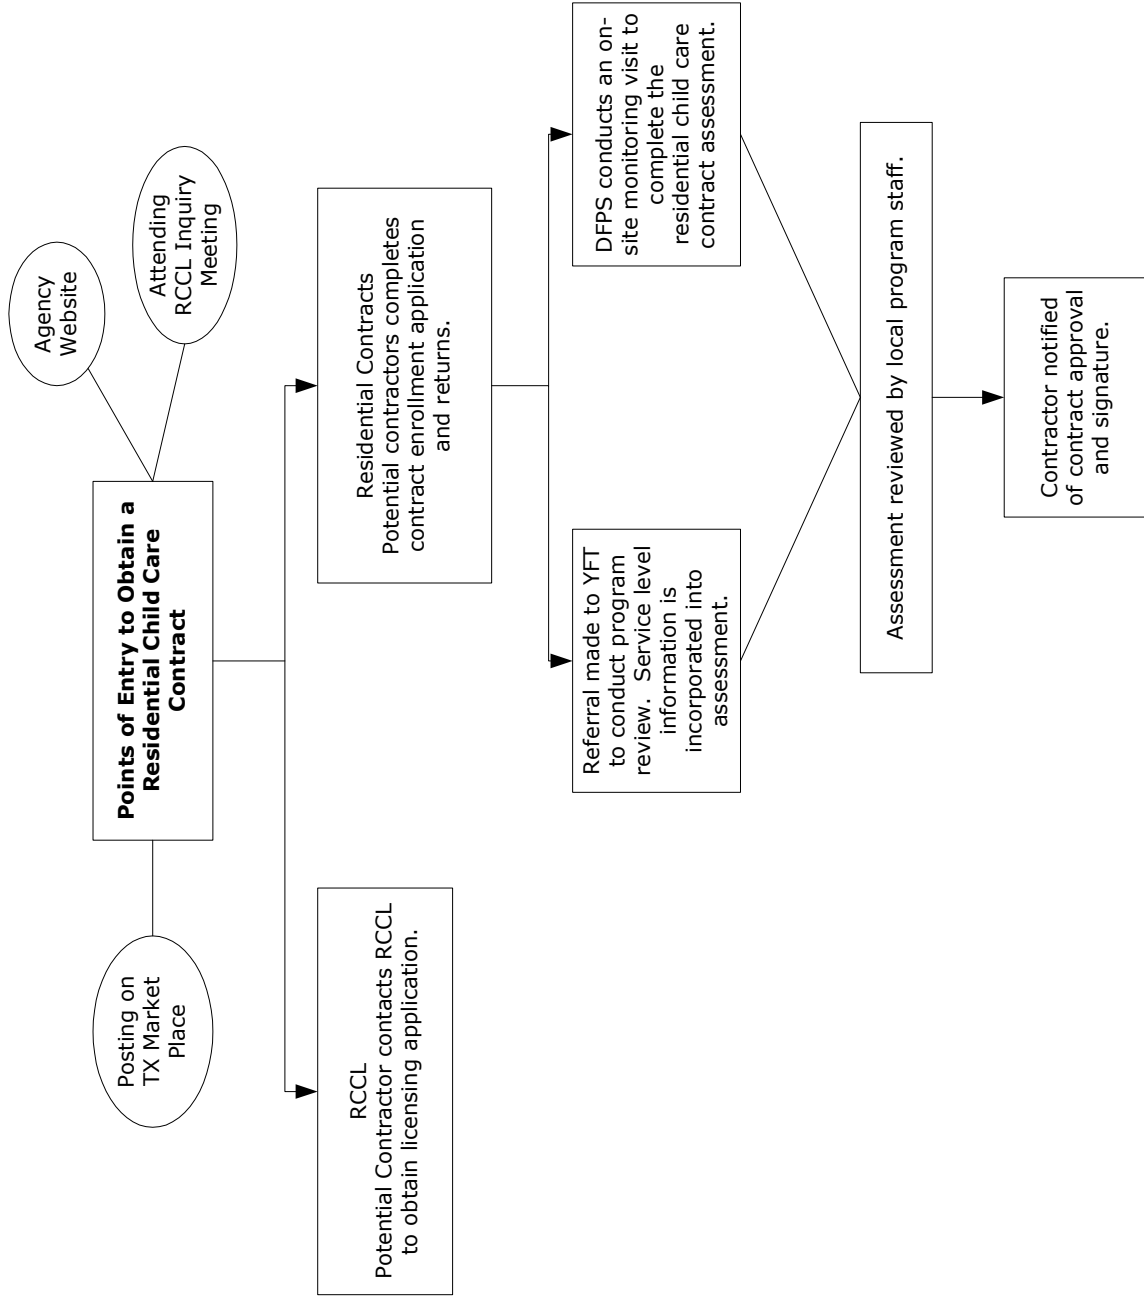 Agency
Website
Attending
RCCL Inquiry
Meeting
Points of Entry to Obtain a
Residential Child Care
Contract
Posting on
TX Market
Place
RCCL
Potential Contractor contacts RCCL
to obtain licensing application.
Residential Contracts
Potential contractors completes
contract enrollment application
and returns.
Referral made to YFT
to conduct program
review.  Service level
information is
incorporated into
assessment.
DFPS conducts an on-
site monitoring visit to
complete the
residential child care
contract assessment.
Assessment reviewed by local program staff.
Contractor notified
of contract approval
and signature.